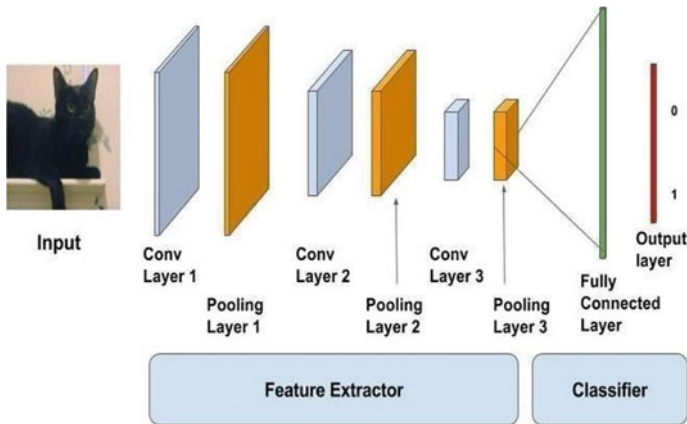 Input
Conv
Layer 1
Pooling
Layer 1
Conv
Layer 2
Pooling
Layer 2
Conv
Layer 3
Pooling
Layer 3
Fully
Connected
Layer
0
1
Output
layer
Feature Extractor
Classifier